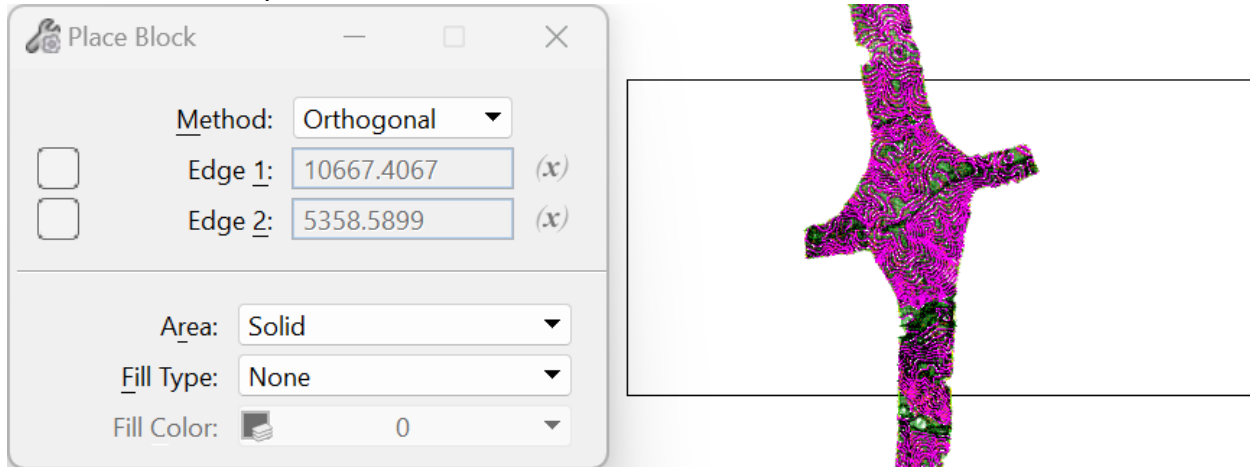 Place Block
Method: Orthogonal
Edge 1: 10667.4067 (x)
Edge 2: 5358.5899 (x)
Area: Solid
Fill Type: None
Fill Color: 0